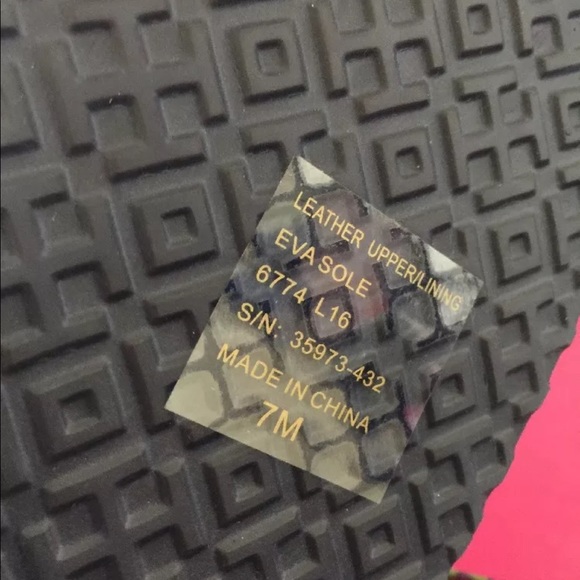 LEATHER UPPER/LINING
EVA SOLE
6774 L16
S/N: 35973-432
MADE IN CHINA
7M